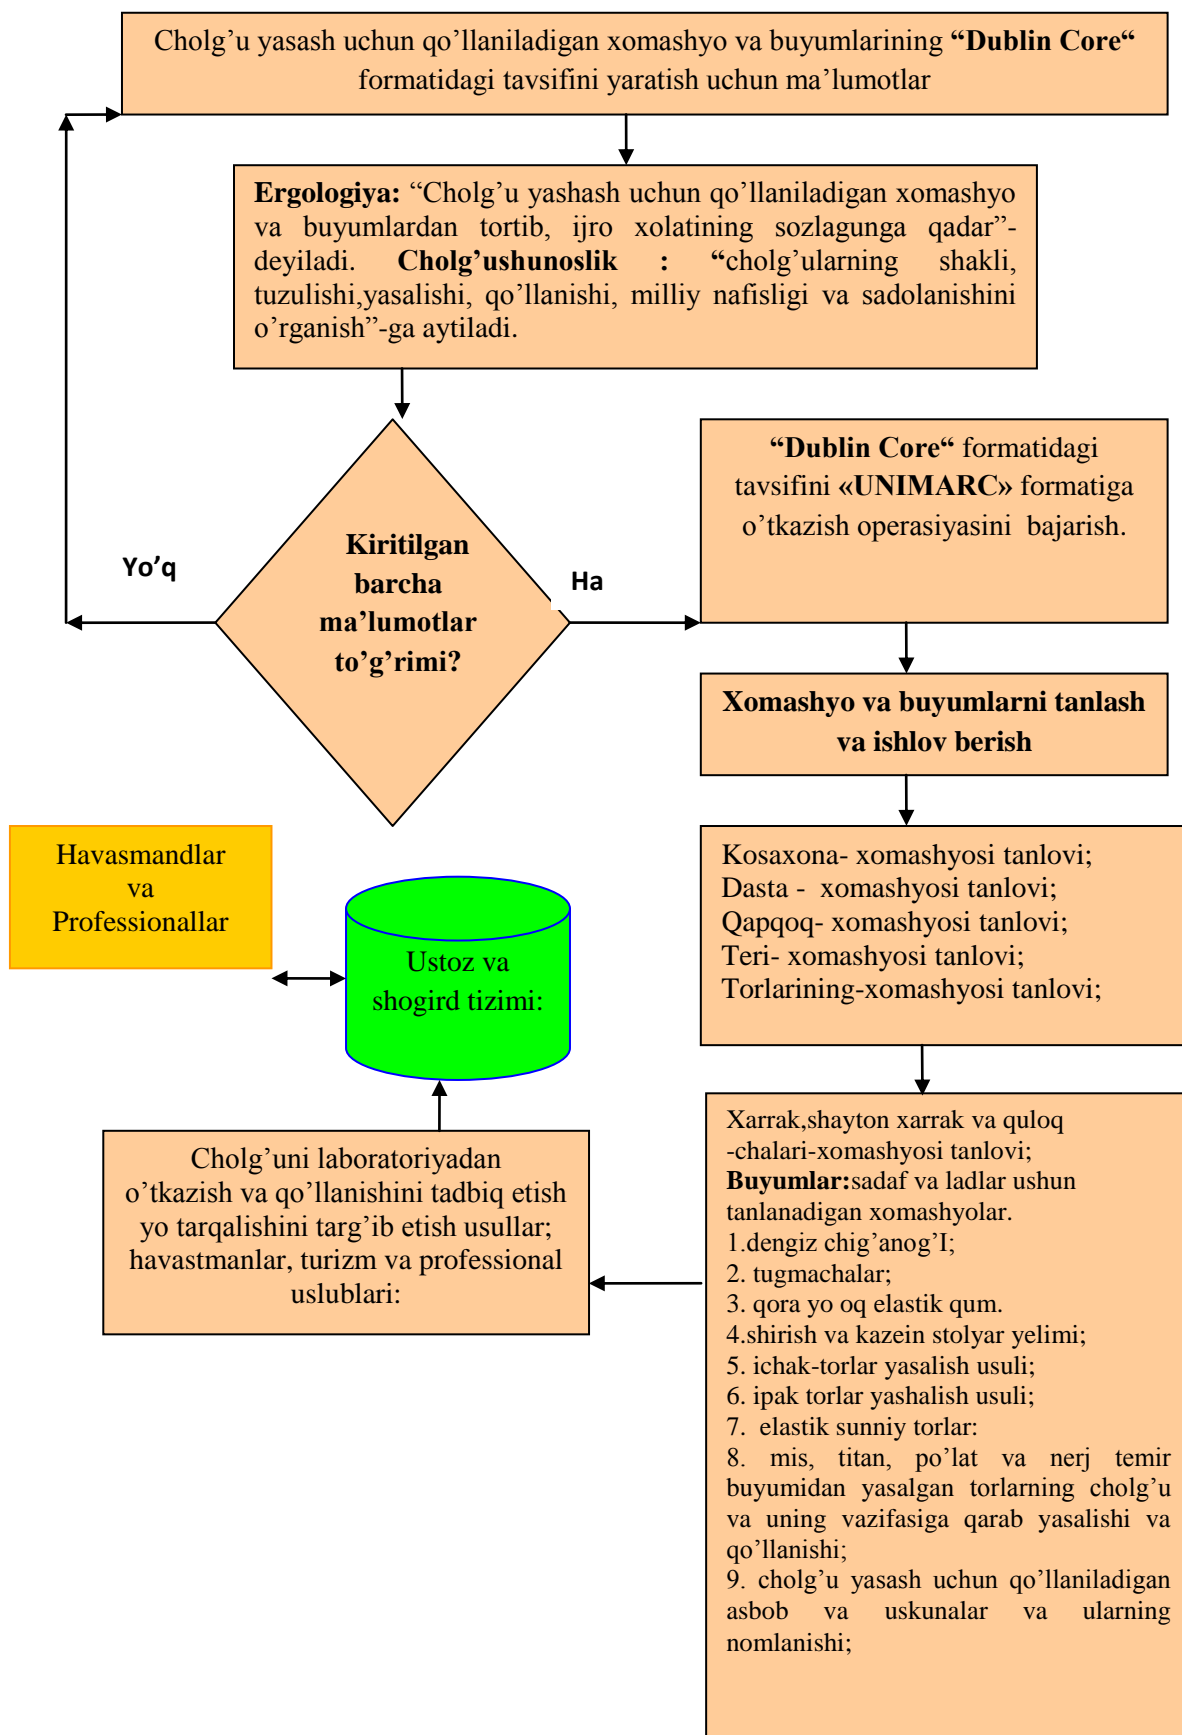 Cholg’u yasash uchun qo’llaniladigan xomashyo va buyumlarining “Dublin Core“
formatidagi tavsifini yaratish uchun ma’lumotlar
Ergologiya: “Cholg’u yashash uchun qo’llaniladigan xomashyo
va buyumlardan tortib, ijro xolatining sozlagunga qadar”-
deyiladi. Cholg’ushunoslik : “cholg’ularning shakli,
tuzulishi,yasalishi, qo’llanishi, milliy nafisligi va sadolanishini
o’rganish”-ga aytiladi.
Kiritilgan
barcha
ma’lumotlar
to’g’rimi?
Yo’q
Ha
“Dublin Core“ formatidagi
tavsifini «UNIMARC» formatiga
o’tkazish operasiyasini bajarish.
Xomashyo va buyumlarni tanlash
va ishlov berish
Kosaxona- xomashyosi tanlovi;
Dasta - xomashyosi tanlovi;
Qapqoq- xomashyosi tanlovi;
Teri- xomashyosi tanlovi;
Torlarining-xomashyosi tanlovi;
Xarrak,shayton xarrak va quloq
-chalari-xomashyosi tanlovi;
Buyumlar:sadaf va ladlar ushun
tanlanadigan xomashyolar.
1.dengiz chig’anog’I;
2. tugmachalar;
3. qora yo oq elastik qum.
4.shirish va kazein stolyar yelimi;
5. ichak-torlar yasalish usuli;
6. ipak torlar yashalish usuli;
7. elastik sunniy torlar:
8. mis, titan, po’lat va nerj temir
buyumidan yasalgan torlarning cholg’u
va uning vazifasiga qarab yasalishi va
qo’llanishi;
9. cholg’u yasash uchun qo’llaniladigan
asbob va uskunalar va ularning
nomlanishi;
Cholg’uni laboratoriyadan
o’tkazish va qo’llanishini tadbiq etish
yo tarqalishini targ’ib etish usullar;
havastmanlar, turizm va professional
uslublari:
Ustoz va
shogird tizimi:
Havasmandlar
va
Professionallar